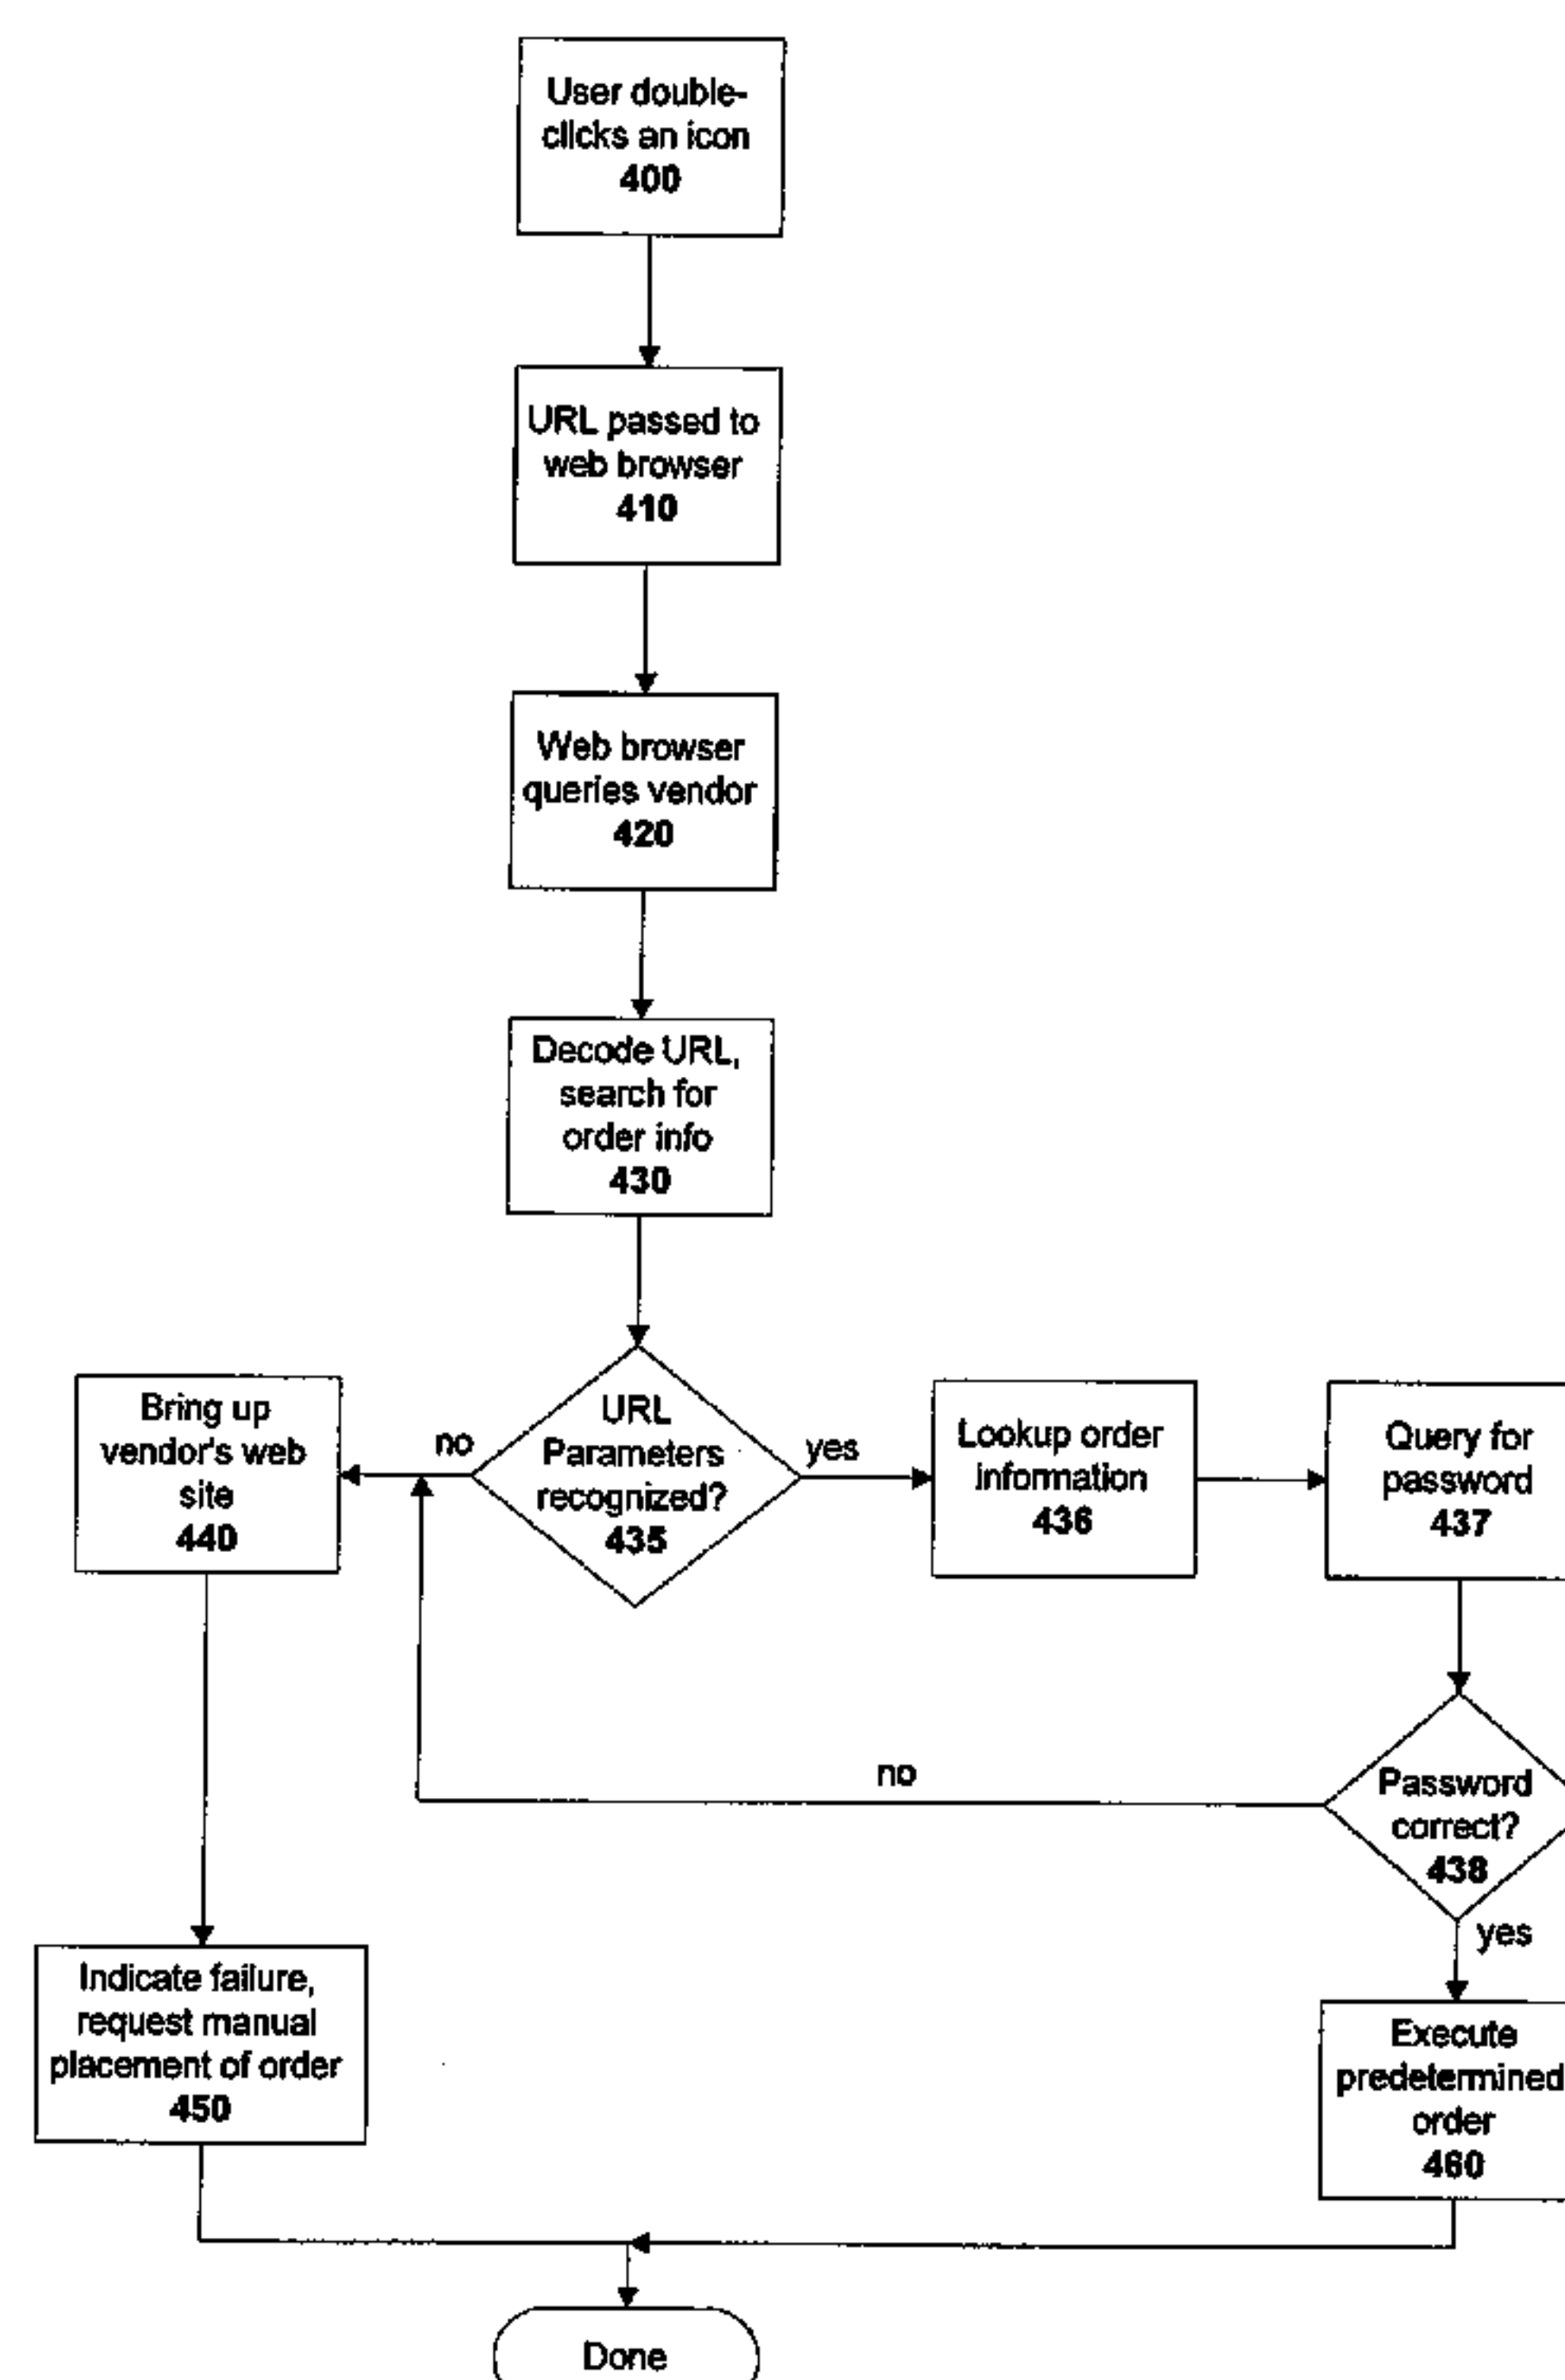 User double-
clicks an icon
400
URL passed to
web browser
410
Web browser
queries vendor
420
Decode URL,
search for
order info
430
URL
Parameters
recognized?
435
no
yes
Bring up
vendor's web
site
440
Lookup order
information
436
Query for
password
437
Password
correct?
438
no
yes
Indicate failure,
request manual
placement of order
450
Execute
predetermined
order
460
Done